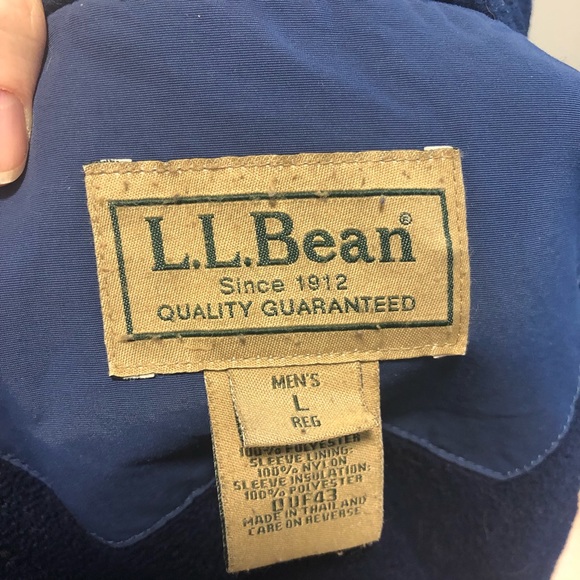 L.L.Bean®
Since 1912
QUALITY GUARANTEED
MEN'S
L
REG
100% POLYESTER
SLEEVE LINING:
100% NYLON
SLEEVE INSULATION:
100% POLYESTER
0UF43
MADE IN THAILAND
CARE ON REVERSE